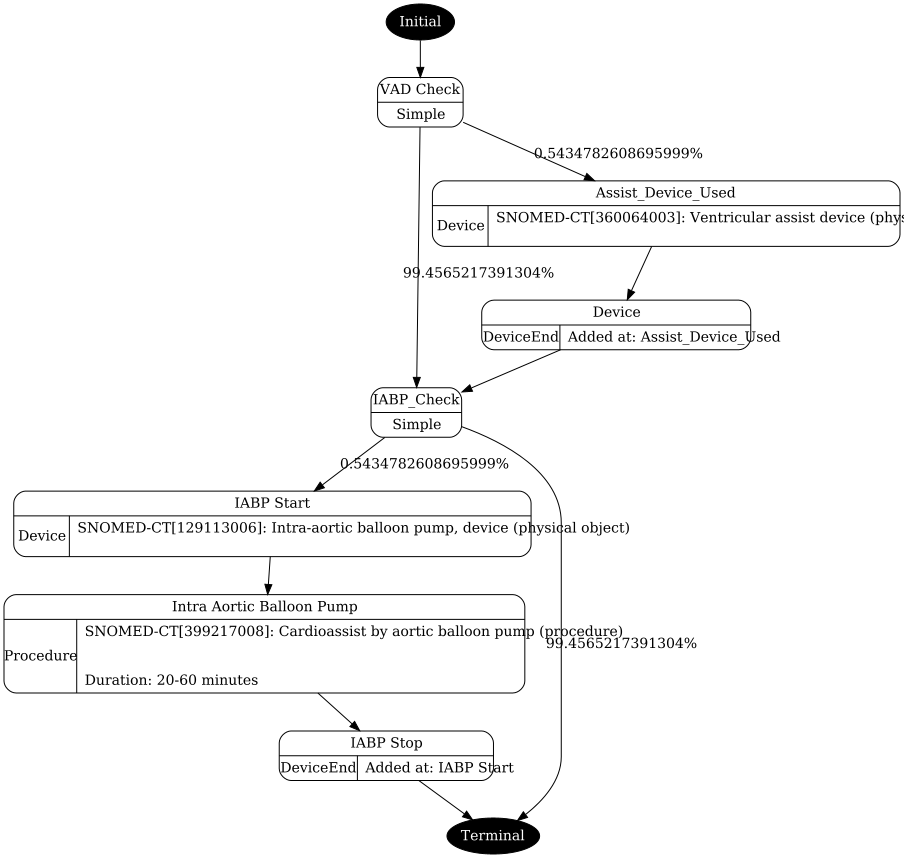 Initial
VAD Check
Simple
0.5434782608695999%
Assist_Device_Used
Device
SNOMED-CT[360064003]: Ventricular assist device
99.4565217391304%
Device
DeviceEnd
Added at: Assist_Device_Used
IABP_Check
Simple
0.5434782608695999%
IABP Start
Device
SNOMED-CT[129113006]: Intra-aortic balloon pump, device (physical object)
Intra Aortic Balloon Pump
SNOMED-CT[399217008]: Cardioassist by aortic balloon pump (procedure)
99.4565217391304%
Procedure
Duration: 20-60 minutes
IABP Stop
DeviceEnd
Added at: IABP Start
Terminal